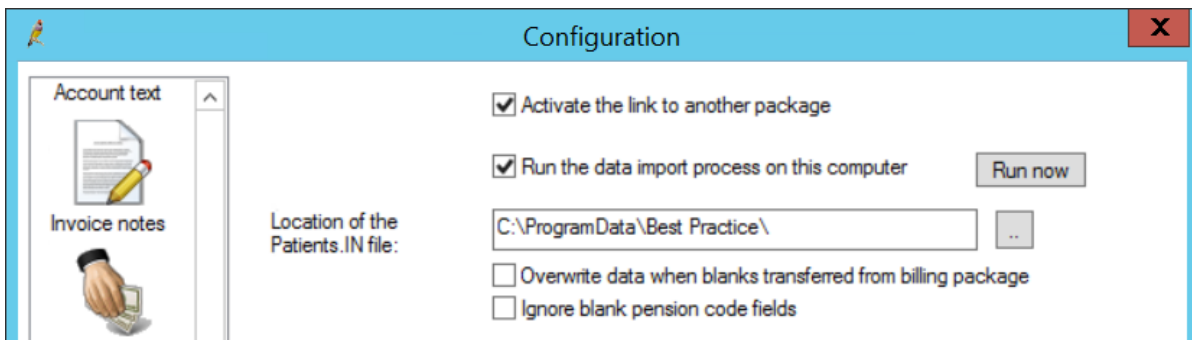 Configuration
X
Account text
Invoice notes
Activate the link to another package
Run the data import process on this computer
Run now
Location of the
Patients.IN file:
C:\ProgramData\Best Practice\
..
Overwrite data when blanks transferred from billing package
Ignore blank pension code fields